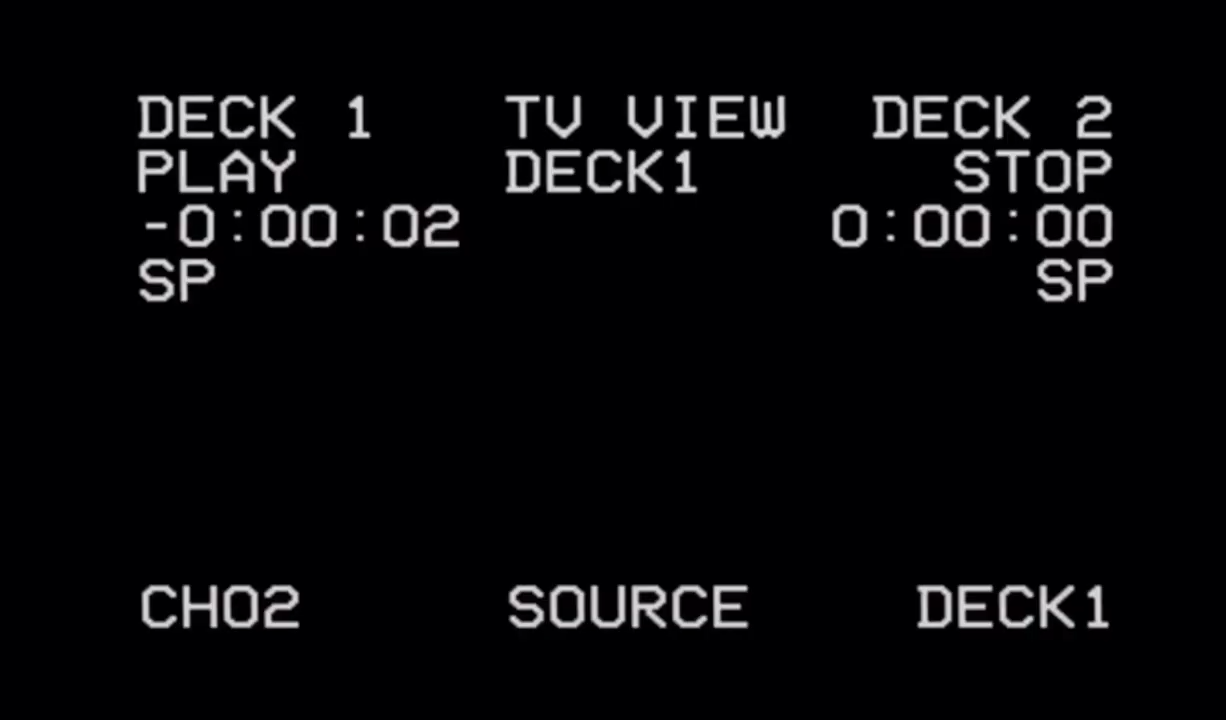 DECK 1 TV VIEW DECK 2
PLAY DECK1 STOP
-0:00:02 0:00:00
SP SP
CH02 SOURCE DECK1